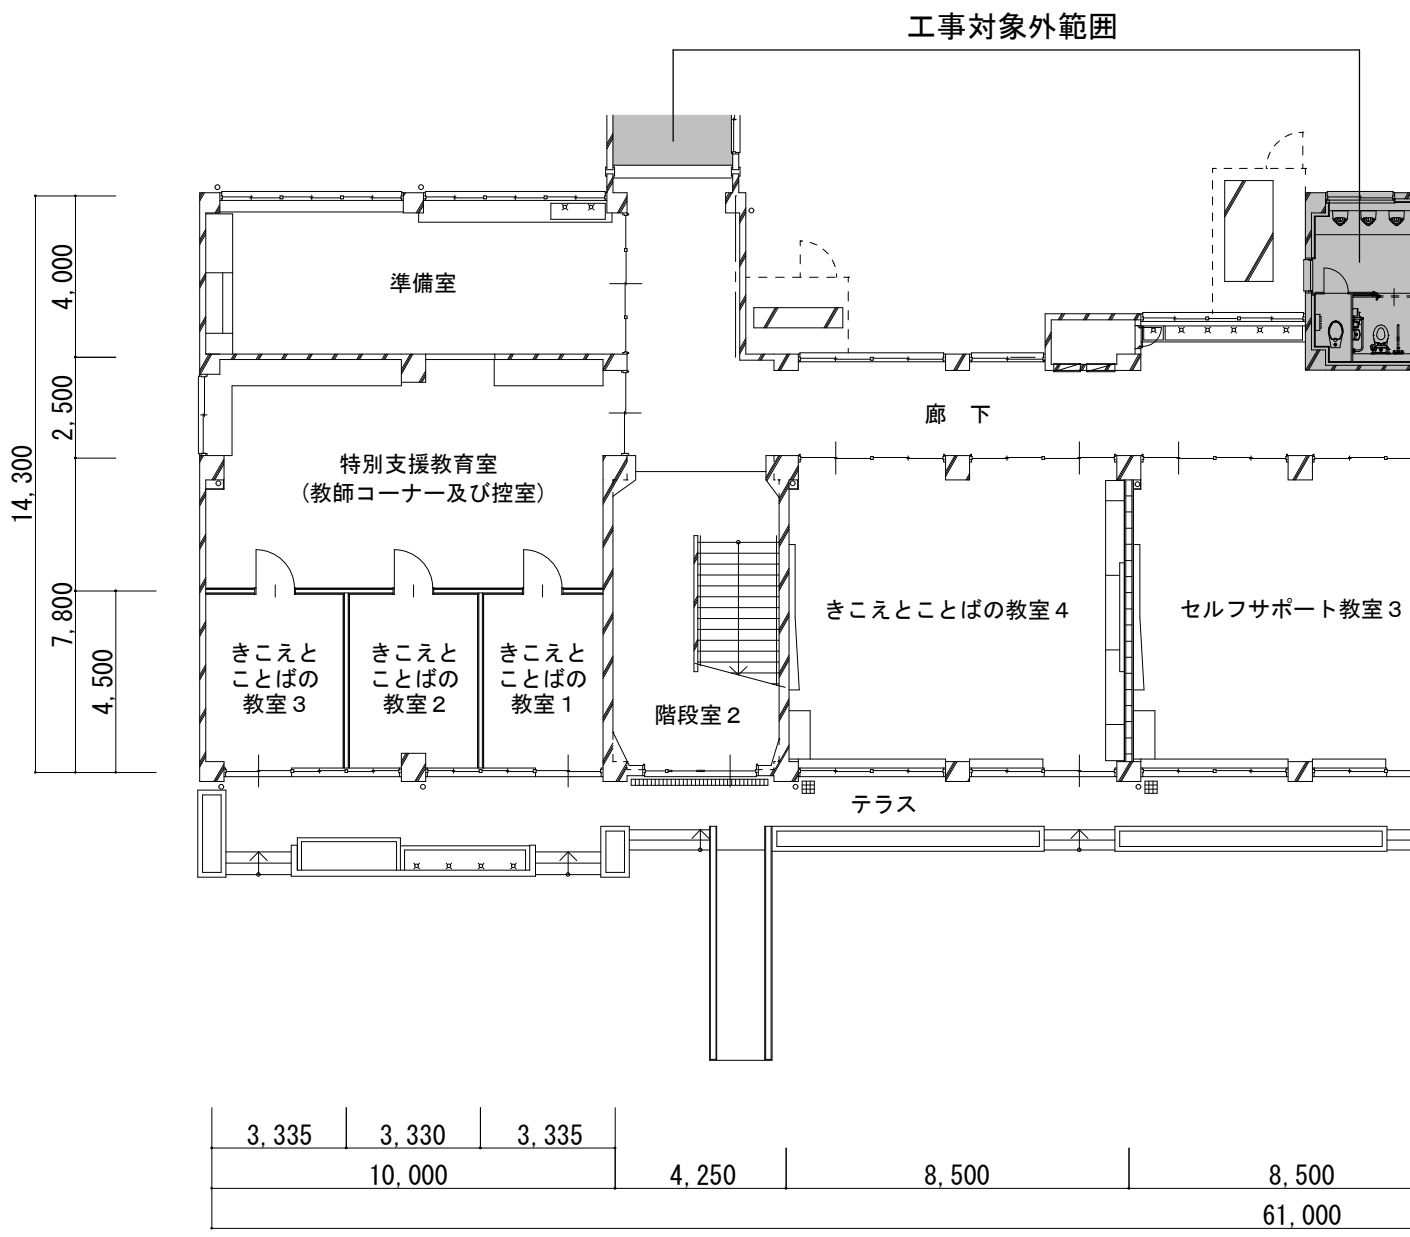 工事対象外範囲
準備室
廊　下
特別支援教育室
（教師コーナー及び控室）
きこえとことばの教室４
セルフサポート教室３
きこえと
ことばの
教室３
きこえと
ことばの
教室２
きこえと
ことばの
教室１
階段室２
テラス
14,300
4,000
2,500
7,800
4,500
3,335
3,330
3,335
10,000
4,250
8,500
8,500
61,000